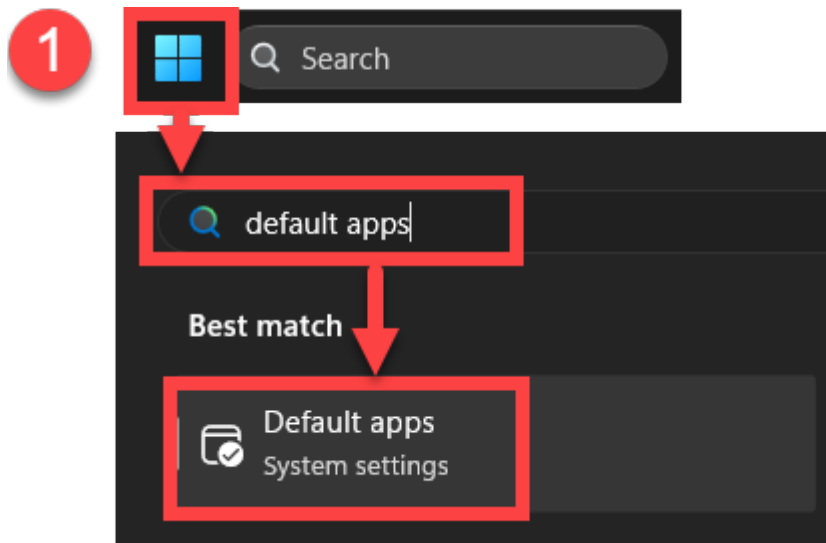 1
Search
default apps
Best match
Default apps
System settings